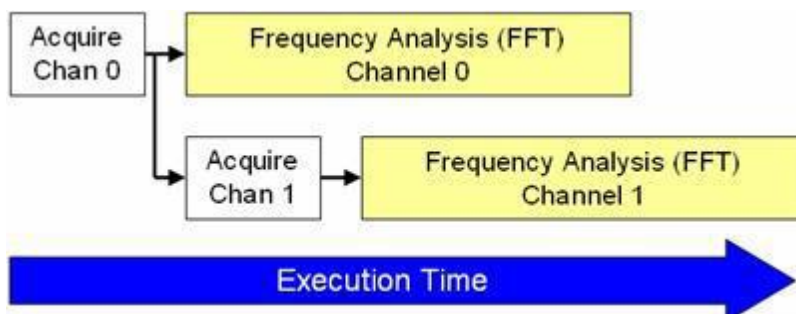 Acquire
Chan 0
Frequency Analysis (FFT)
Channel 0
Acquire
Chan 1
Frequency Analysis (FFT)
Channel 1
Execution Time